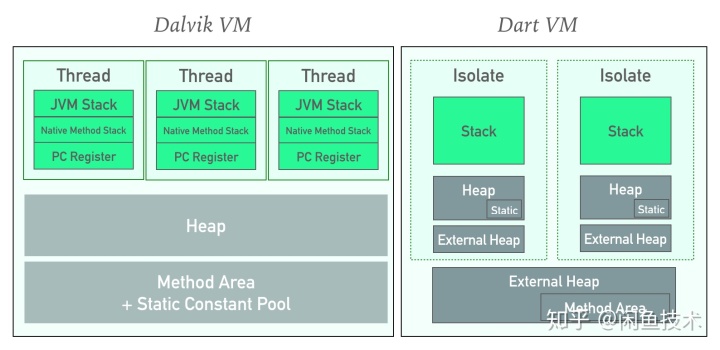 Dalvik VM
Thread
JVM Stack
Native Method Stack
PC Register
Thread
JVM Stack
Native Method Stack
PC Register
Thread
JVM Stack
Native Method Stack
PC Register
Heap
Method Area
+ Static Constant Pool
Dart VM
Isolate
Stack
Heap
Static
External Heap
Isolate
Stack
Heap
Static
External Heap
External Heap
Method Area
知乎 @闲鱼技术